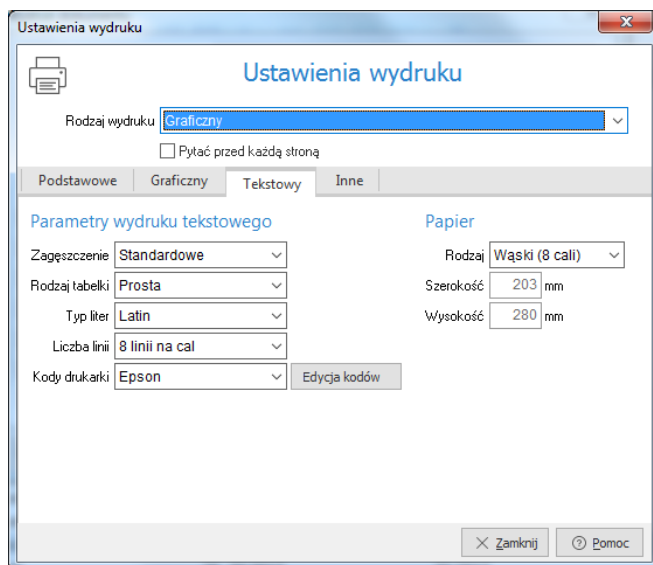 Ustawienia wydruku
x
Ustawienia wydruku
Rodzaj wydruku Graficzny
Pytać przed każdą stroną
Podstawowe Graficzny Tekstowy Inne
Parametry wydruku tekstowego
Zagęszczenie Standardowe
Rodzaj tabelki Prosta
Typ liter Latin
Liczba linii 8 linii na cal
Kody drukarki Epson Edycja kodów
Papier
Rodzaj Wąski (8 cali)
Szerokość 203 mm
Wysokość 280 mm
Zamknij ? Pomoc